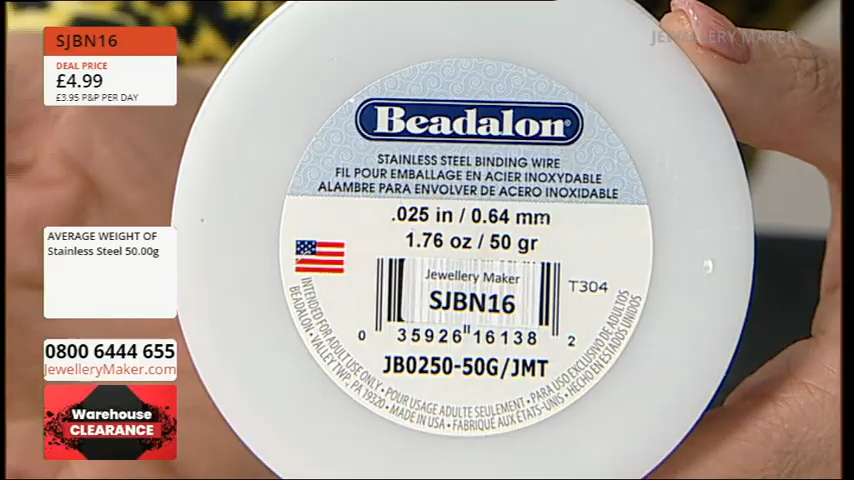 SJBN16
DEAL PRICE
£4.99
£3.95 P&P PER DAY
JEWELLERY MAKER
Beadalon®
STAINLESS STEEL BINDING WIRE
FIL POUR EMBALLAGE EN ACIER INOXYDABLE
ALAMBRE PARA ENVOLVER DE ACERO INOXIDABLE
.025 in / 0.64 mm
1.76 oz / 50 gr
Jewellery Maker
SJBN16
T304
0 35926 16138 2
JB0250-50G/JMT
INTENDED FOR ADULT USE ONLY • POUR USAGE ADULTE SEULEMENT • PARA USO EXCLUSIVO DE ADULTOS
BEADALON • VALLEY TWP, PA 19320 • MADE IN USA • FABRIQUÉ AUX ÉTATS-UNIS • HECHO EN ESTADOS UNIDOS
AVERAGE WEIGHT OF
Stainless Steel 50.00g
0800 6444 655
JewelleryMaker.com
Warehouse
CLEARANCE